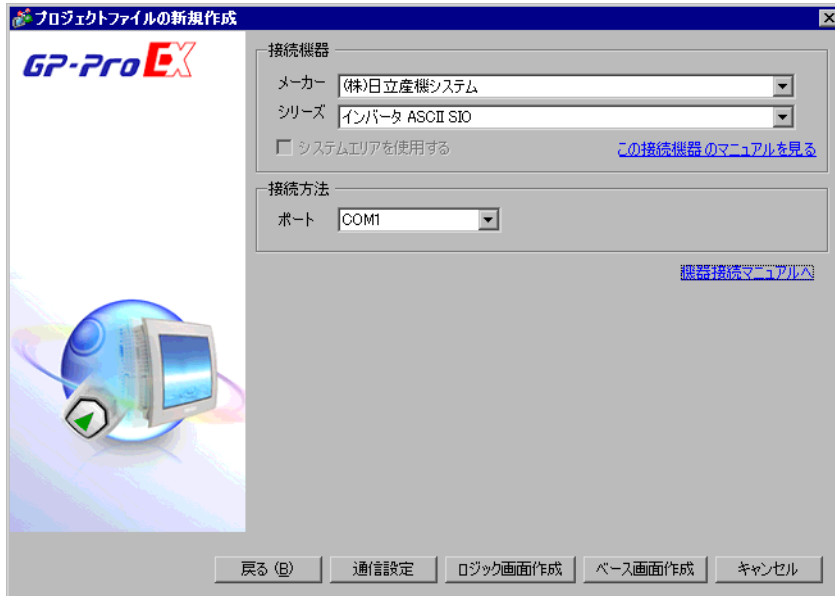 プロジェクトファイルの新規作成
GP-Pro EX
接続機器
メーカー (株)日立産機システム
シリーズ インバータ ASCII SIO
システムエリアを使用する この接続機器のマニュアルを見る
接続方法
ポート COM1
機器接続マニュアルへ
戻る (B) 通信設定 ロジック画面作成 ベース画面作成 キャンセル